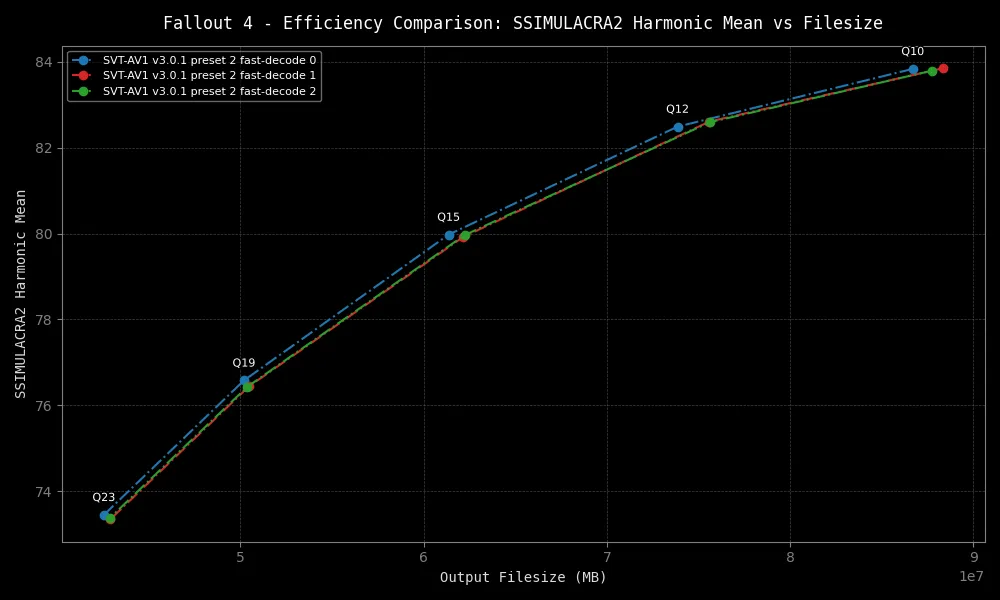 Fallout 4 - Efficiency Comparison: SSIMULACRA2 Harmonic Mean vs Filesize
SVT-AV1 v3.0.1 preset 2 fast-decode 0
SVT-AV1 v3.0.1 preset 2 fast-decode 1
SVT-AV1 v3.0.1 preset 2 fast-decode 2
Q10
Q12
Q15
Q19
Q23
84
82
80
78
76
74
SSIMULACRA2 Harmonic Mean
5 6 7 8 9
1e7
Output Filesize (MB)